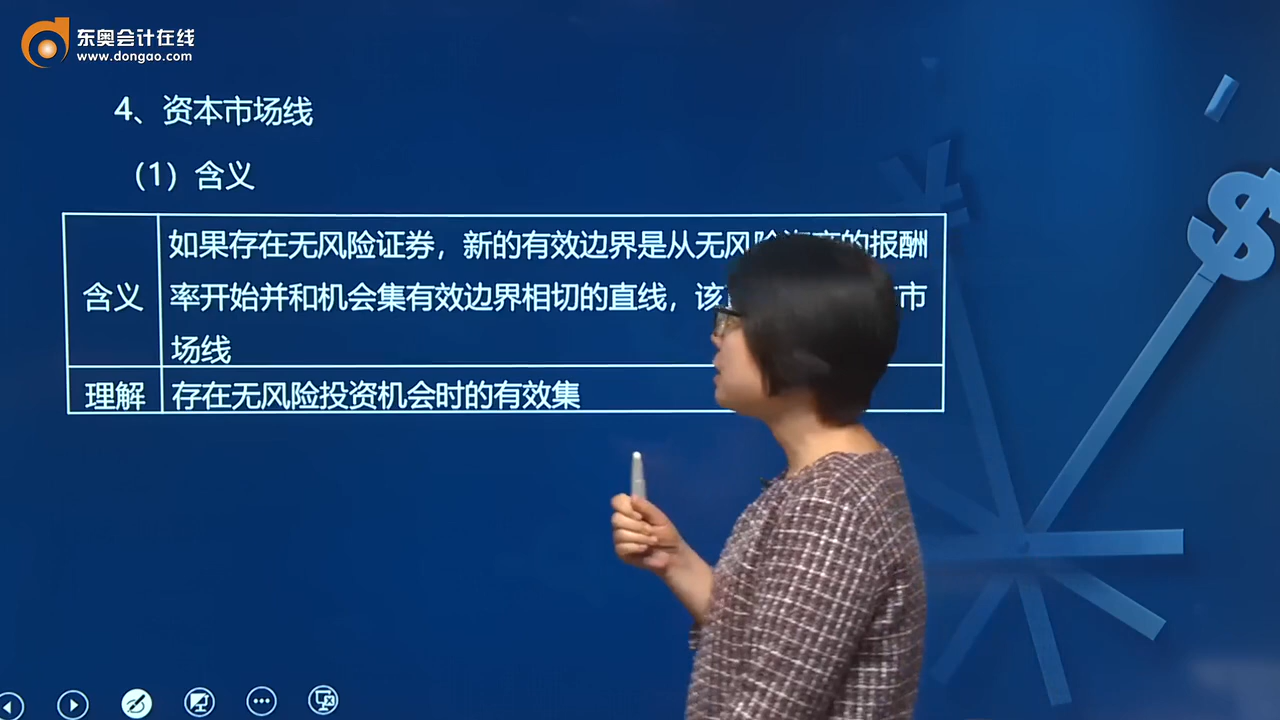 东奥会计在线
www.dongao.com
4、资本市场线
（1）含义
含义
如果存在无风险证券，新的有效边界是从无风险资产的报酬
率开始并和机会集有效边界相切的直线，该
市
场线
理解
存在无风险投资机会时的有效集